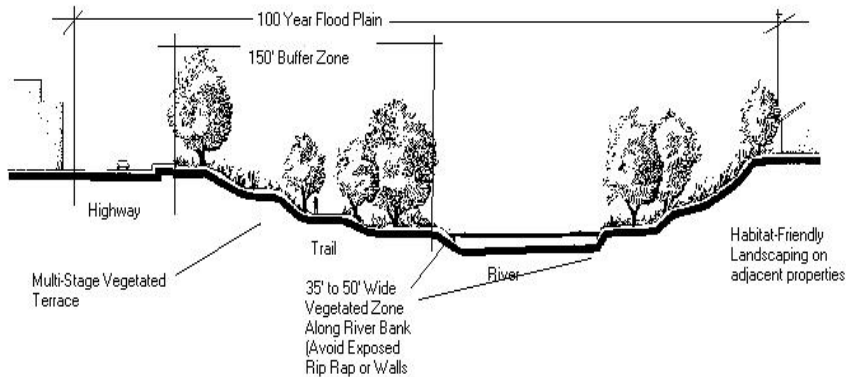 100 Year Flood Plain
150' Buffer Zone
Highway
Trail
River
Multi-Stage Vegetated
Terrace
35' to 50' Wide
Vegetated Zone
Along River Bank
(Avoid Exposed
Rip Rap or Walls
Habitat-Friendly
Landscaping on
adjacent properties